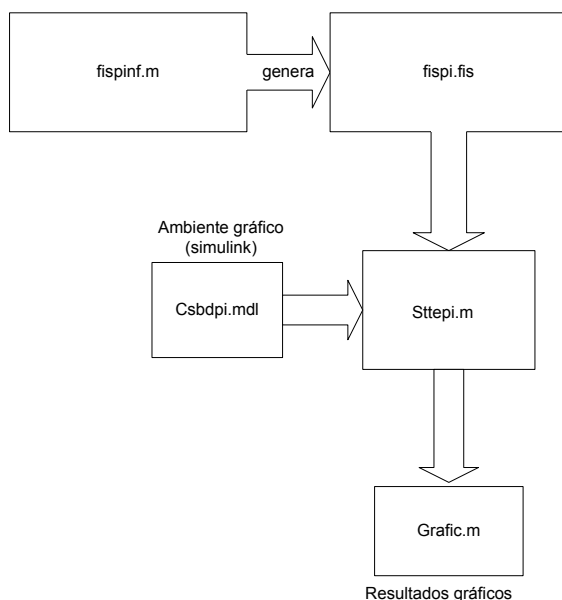 fispinf.m
genera
fispi.fis
Ambiente gráfico
(simulink)
Csbdpi.mdl
Sttepi.m
Grafic.m
Resultados gráficos